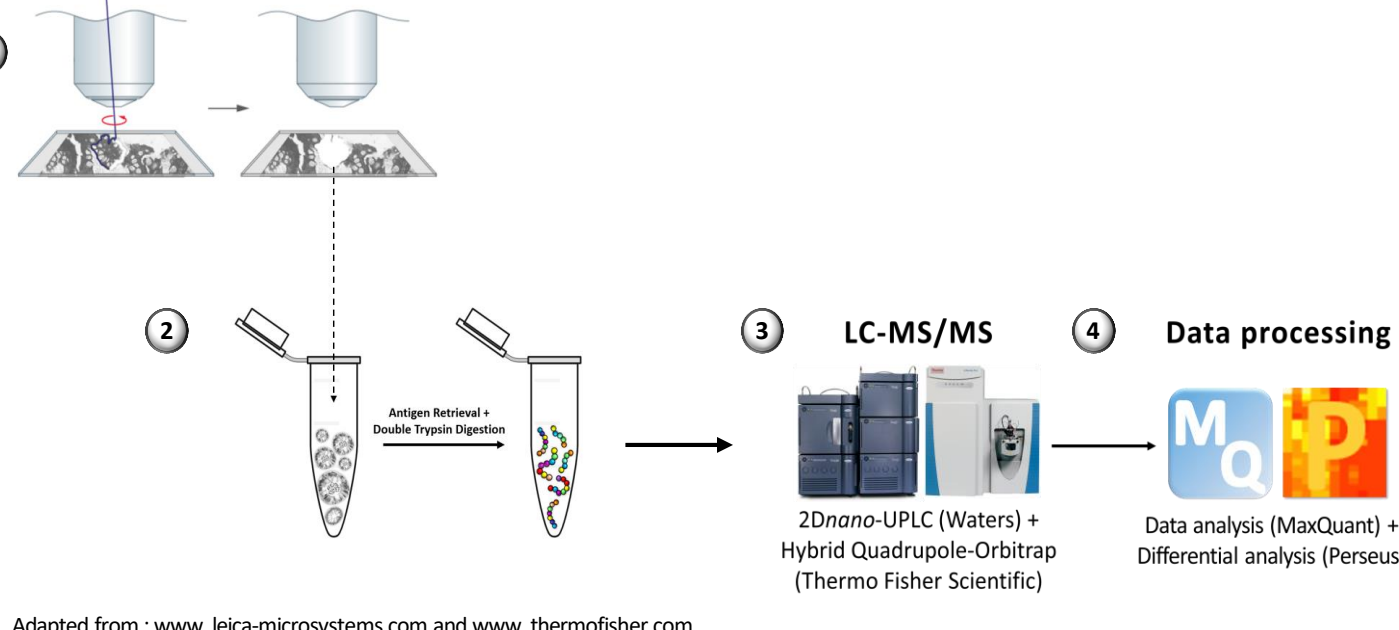 2
3
LC-MS/MS
4
Data processing
Antigen Retrieval +
Double Trypsin Digestion
MQ
P
2Dnano-UPLC (Waters) +
Hybrid Quadrupole-Orbitrap
(Thermo Fisher Scientific)
Data analysis (MaxQuant) +
Differential analysis (Perseus
Adapted from : www. leica-microsystems.com and www. thermofisher.com